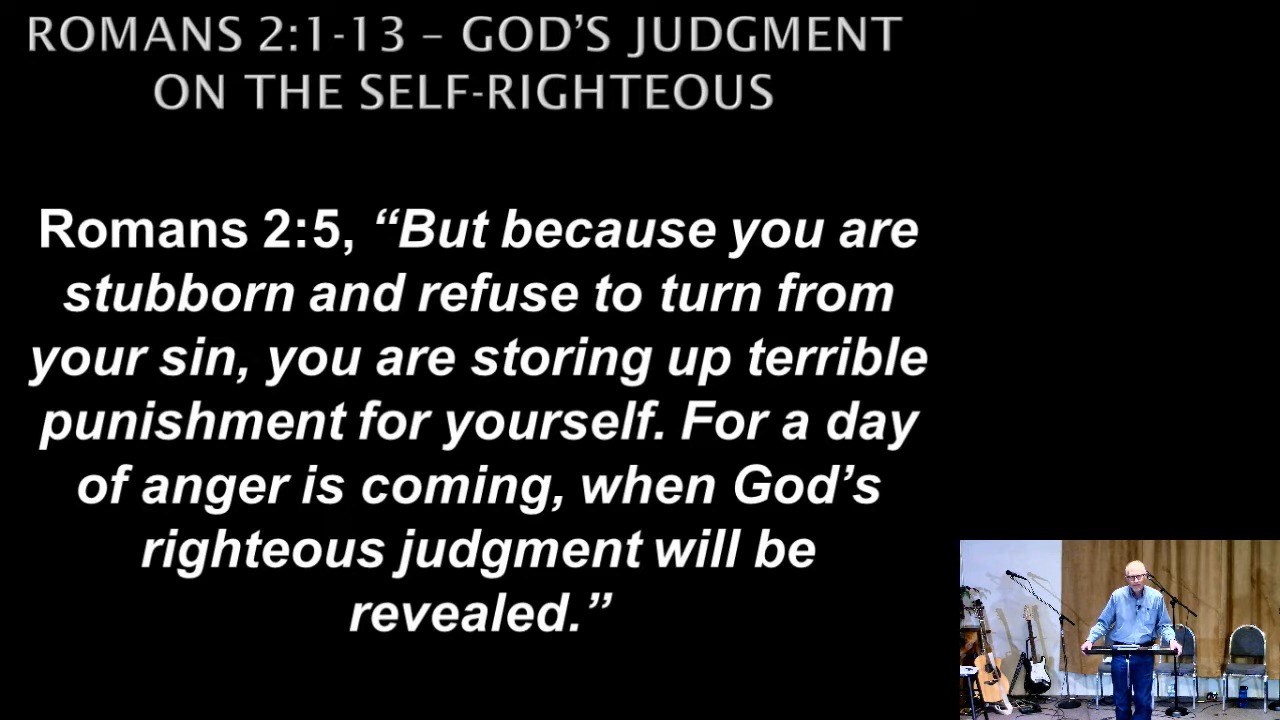 ROMANS 2:1-13 – GOD’S JUDGMENT
ON THE SELF-RIGHTEOUS
Romans 2:5, “But because you are
stubborn and refuse to turn from
your sin, you are storing up terrible
punishment for yourself. For a day
of anger is coming, when God’s
righteous judgment will be
revealed.”